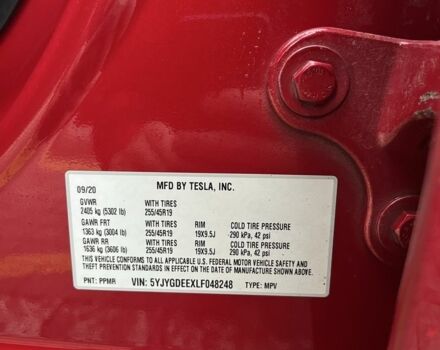 MFD BY TESLA, INC.
09/20
GVWR WITH TIRES
2405 kg (5302 lb) 255/45R19
GAWR FRT WITH TIRES RIM COLD TIRE PRESSURE
1363 kg (3004 lb) 255/45R19 19X9.5J 290 kPa, 42 psi
GAWR RR WITH TIRES RIM COLD TIRE PRESSURE
1636 kg (3606 lb) 255/45R19 19X9.5J 290 kPa, 42 psi
THIS VEHICLE CONFORMS TO ALL APPLICABLE
U.S. FEDERAL MOTOR VEHICLE SAFETY AND
THEFT PREVENTION STANDARDS IN EFFECT ON THE
DATE OF MANUFACTURE SHOWN ABOVE.
PNT: PPMR VIN: 5YJYGDEEXLF048248 TYPE: MPV